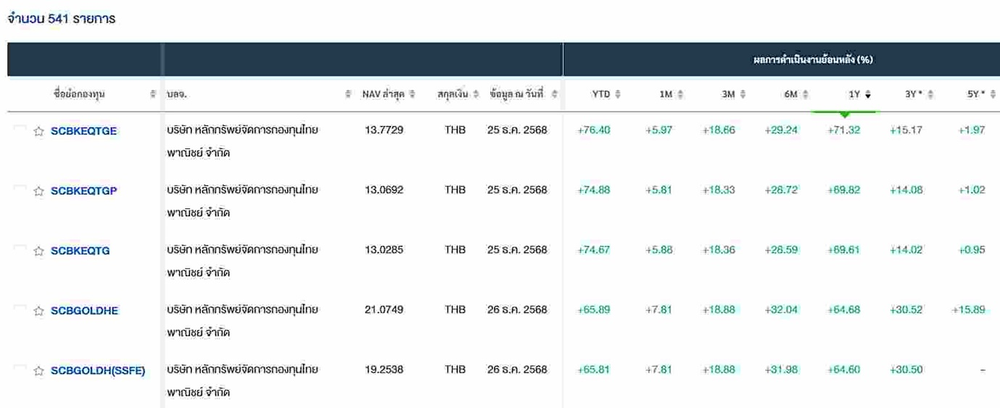 จำนวน 541 รายการ
ผลการดำเนินงานย้อนหลัง (%)
ชื่อย่อกองทุน บลจ. NAV ล่าสุด สกุลเงิน ข้อมูล ณ วันที่ YTD 1M 3M 6M 1Y 3Y * 5Y *
SCBKEQTGE บริษัท หลักทรัพย์จัดการกองทุนไทย 13.7729 THB 25 ธ.ค. 2568 +76.40 +5.97 +18.66 +29.24 +71.32 +15.17 +1.97
พาณิชย์ จำกัด
SCBKEQTGP บริษัท หลักทรัพย์จัดการกองทุนไทย 13.0692 THB 25 ธ.ค. 2568 +74.88 +5.81 +18.33 +28.72 +69.82 +14.08 +1.02
พาณิชย์ จำกัด
SCBKEQTG บริษัท หลักทรัพย์จัดการกองทุนไทย 13.0285 THB 25 ธ.ค. 2568 +74.67 +5.88 +18.36 +28.59 +69.61 +14.02 +0.95
พาณิชย์ จำกัด
SCBGOLDHE บริษัท หลักทรัพย์จัดการกองทุนไทย 21.0749 THB 26 ธ.ค. 2568 +65.89 +7.81 +18.88 +32.04 +64.68 +30.52 +15.89
พาณิชย์ จำกัด
SCBGOLDH(SSFE) บริษัท หลักทรัพย์จัดการกองทุนไทย 19.2538 THB 26 ธ.ค. 2568 +65.81 +7.81 +18.88 +31.98 +64.60 +30.50 -
พาณิชย์ จำกัด